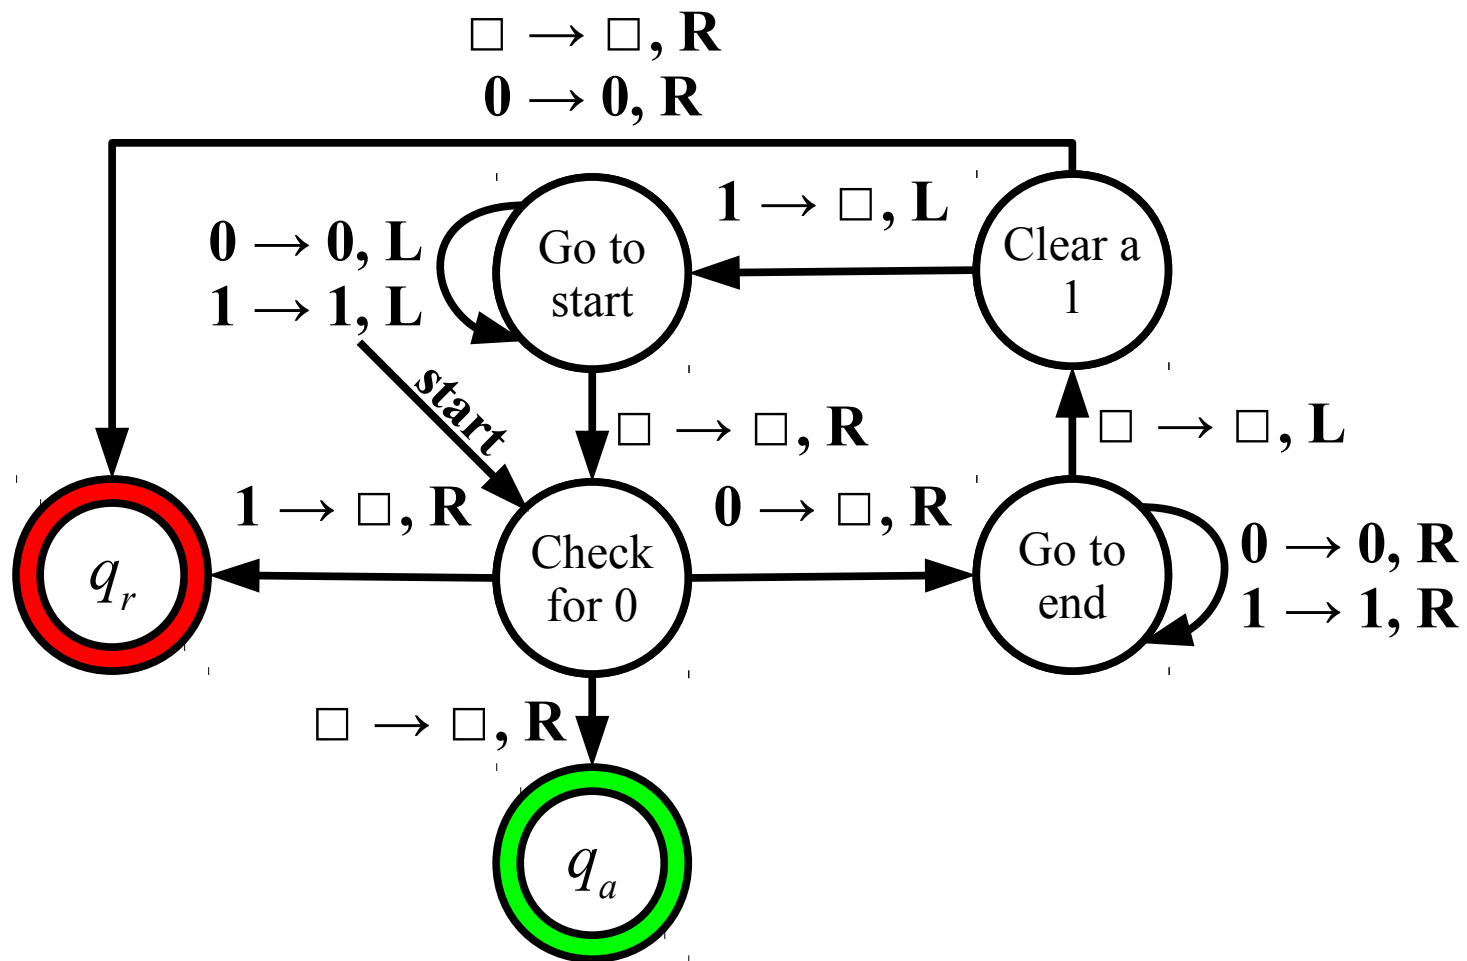 □ → □, R
0 → 0, R
1 → □, L
0 → 0, L
1 → 1, L
Go to
start
Clear a
1
start
□ → □, R
□ → □, L
1 → □, R
0 → □, R
q_r
Check
for 0
Go to
end
0 → 0, R
1 → 1, R
□ → □, R
q_a